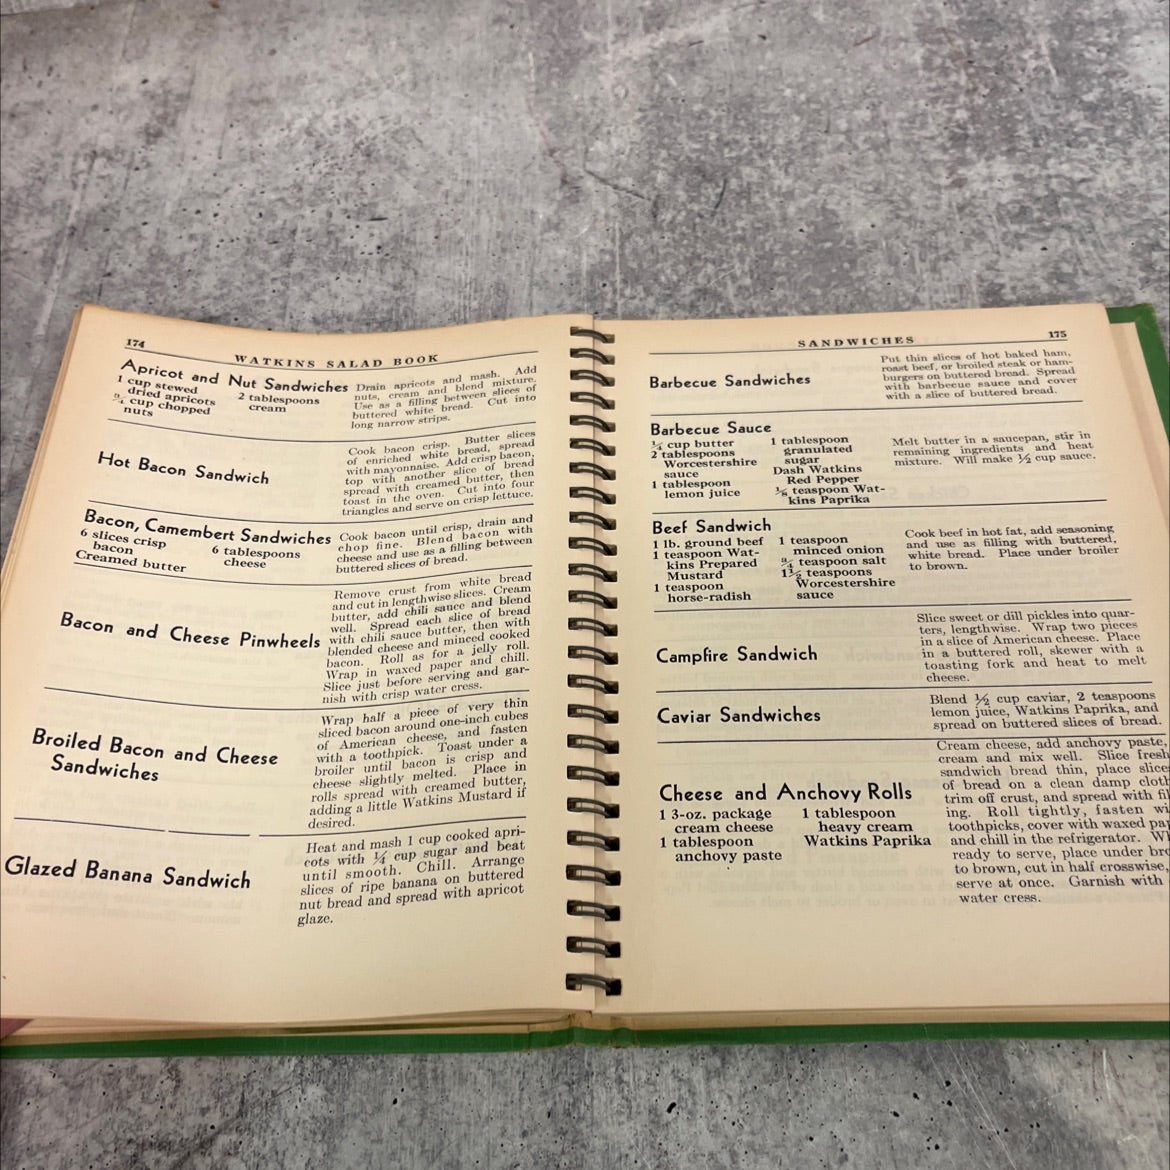 174
WATKINS SALAD BOOK
Apricot and Nut Sandwiches
1 cup stewed
dried apricots
¾ cup chopped
nuts
2 tablespoons
cream
Drain apricots and mash. Add
nuts, cream and blend mixture.
Use as a filling between slices of
buttered white bread. Cut into
long narrow strips.
Hot Bacon Sandwich
Cook bacon crisp. Butter slices
of enriched white bread, spread
with mayonnaise. Add crisp bacon,
top with another slice of bread
spread with creamed butter, then
toast in the oven. Cut into four
triangles and serve on crisp lettuce.
Bacon, Camembert Sandwiches
6 slices crisp
bacon
Creamed butter
6 tablespoons
cheese
Cook bacon until crisp, drain and
chop fine. Blend bacon with
cheese and use as a filling between
buttered slices of bread.
Bacon and Cheese Pinwheels
Remove crust from white bread
and cut in lengthwise slices. Cream
butter, add chili sauce and blend
well. Spread each slice of bread
with chili sauce butter, then with
blended cheese and minced cooked
bacon. Roll as for a jelly roll.
Wrap in waxed paper and chill.
Slice just before serving and gar-
nish with crisp water cress.
Broiled Bacon and Cheese
Sandwiches
Wrap half a piece of very thin
sliced bacon around one-inch cubes
of American cheese, and fasten
with a toothpick. Toast under a
broiler until bacon is crisp and
cheese slightly melted. Place in
rolls spread with creamed butter,
adding a little Watkins Mustard if
desired.
Glazed Banana Sandwich
Heat and mash 1 cup cooked apri-
cots with ¼ cup sugar and beat
until smooth. Chill. Arrange
slices of ripe banana on buttered
nut bread and spread with apricot
glaze.
SANDWICHES
175
Barbecue Sandwiches
Put thin slices of hot baked ham,
roast beef, or broiled steak or ham-
burgers on buttered bread. Spread
with barbecue sauce and cover
with a slice of buttered bread.
Barbecue Sauce
¼ cup butter
2 tablespoons
Worcestershire
sauce
1 tablespoon
lemon juice
1 tablespoon
granulated
sugar
Dash Watkins
Red Pepper
⅛ teaspoon Wat-
kins Paprika
Melt butter in a saucepan, stir in
remaining ingredients and heat
mixture. Will make ½ cup sauce.
Beef Sandwich
1 lb. ground beef
1 teaspoon Wat-
kins Prepared
Mustard
1 teaspoon
horse-radish
1 teaspoon
minced onion
¾ teaspoon salt
1½ teaspoons
Worcestershire
sauce
Cook beef in hot fat, add seasoning
and use as filling with buttered,
white bread. Place under broiler
to brown.
Campfire Sandwich
Slice sweet or dill pickles into quar-
ters, lengthwise. Wrap two pieces
in a slice of American cheese. Place
in a buttered roll, skewer with a
toasting fork and heat to melt
cheese.
Caviar Sandwiches
Blend ½ cup caviar, 2 teaspoons
lemon juice, Watkins Paprika, and
spread on buttered slices of bread.
Cheese and Anchovy Rolls
1 3-oz. package
cream cheese
1 tablespoon
anchovy paste
1 tablespoon
heavy cream
Watkins Paprika
Cream cheese, add anchovy paste,
cream and mix well. Slice fresh
sandwich bread thin, place slice
of bread on a clean damp cloth
trim off crust, and spread with fil
ing. Roll tightly, fasten wi
toothpicks, cover with waxed pap
and chill in the refrigerator. Wh
ready to serve, place under bro
to brown, cut in half crosswise,
serve at once. Garnish with
water cress.